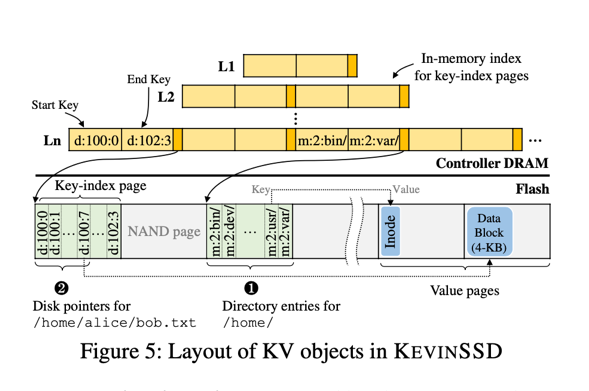 L1
In-memory index
for key-index pages
End Key
L2
Start Key
Ln
d:100:0
d:102:3
m:2:bin/
m:2:var/
...
Controller DRAM
Key-index page
Flash
Key
Value
d:100:0
d:100:1
...
d:100:7
...
d:102:3
NAND page
m:2:bin/
m:2:dev/
...
m:2:usr/
m:2:var/
Inode
Data
Block
(4-KB)
❷
❶
Value pages
Disk pointers for
/home/alice/bob.txt
Directory entries for
/home/
Figure 5: Layout of KV objects in KEVINSSD